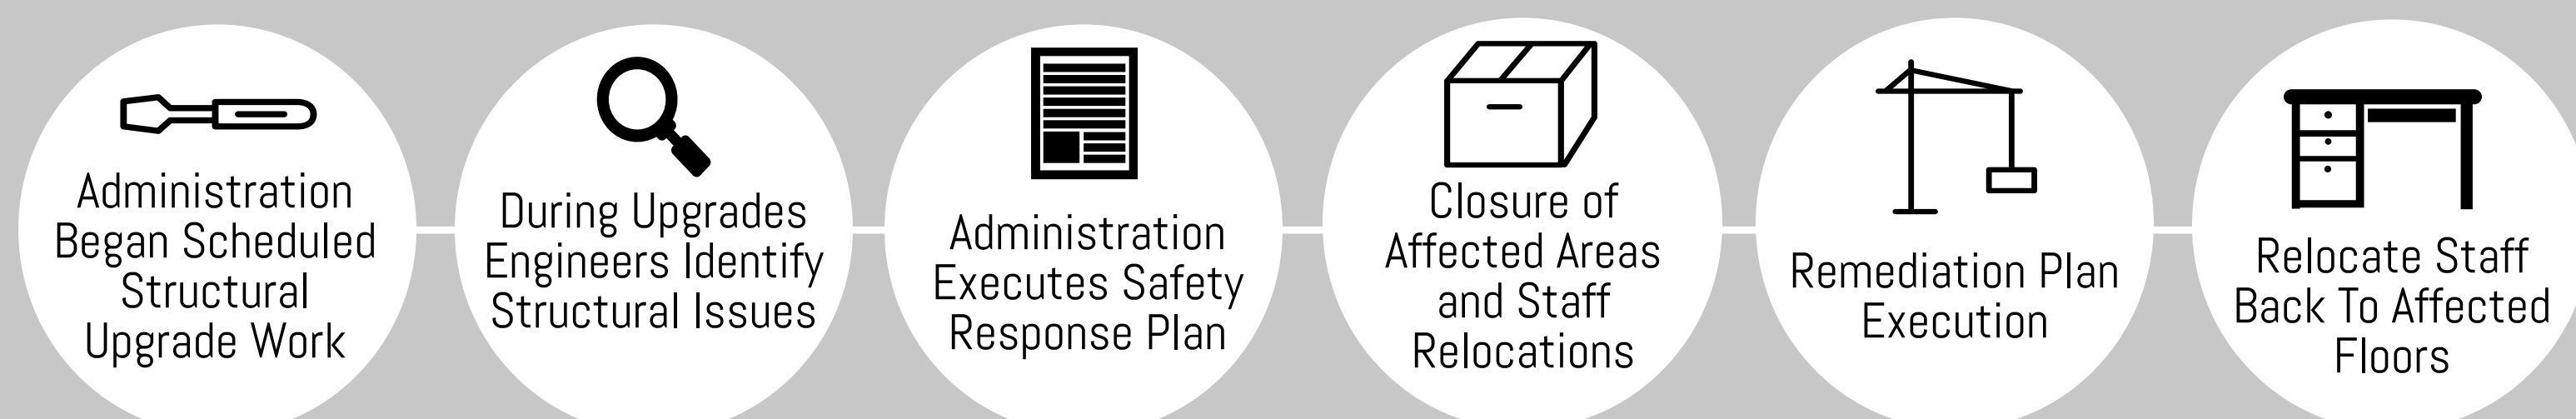 Administration
Began Scheduled
Structural
Upgrade Work
During Upgrades
Engineers Identify
Structural Issues
Administration
Executes Safety
Response Plan
Closure of
Affected Areas
and Staff
Relocations
Remediation Plan
Execution
Relocate Staff
Back To Affected
Floors